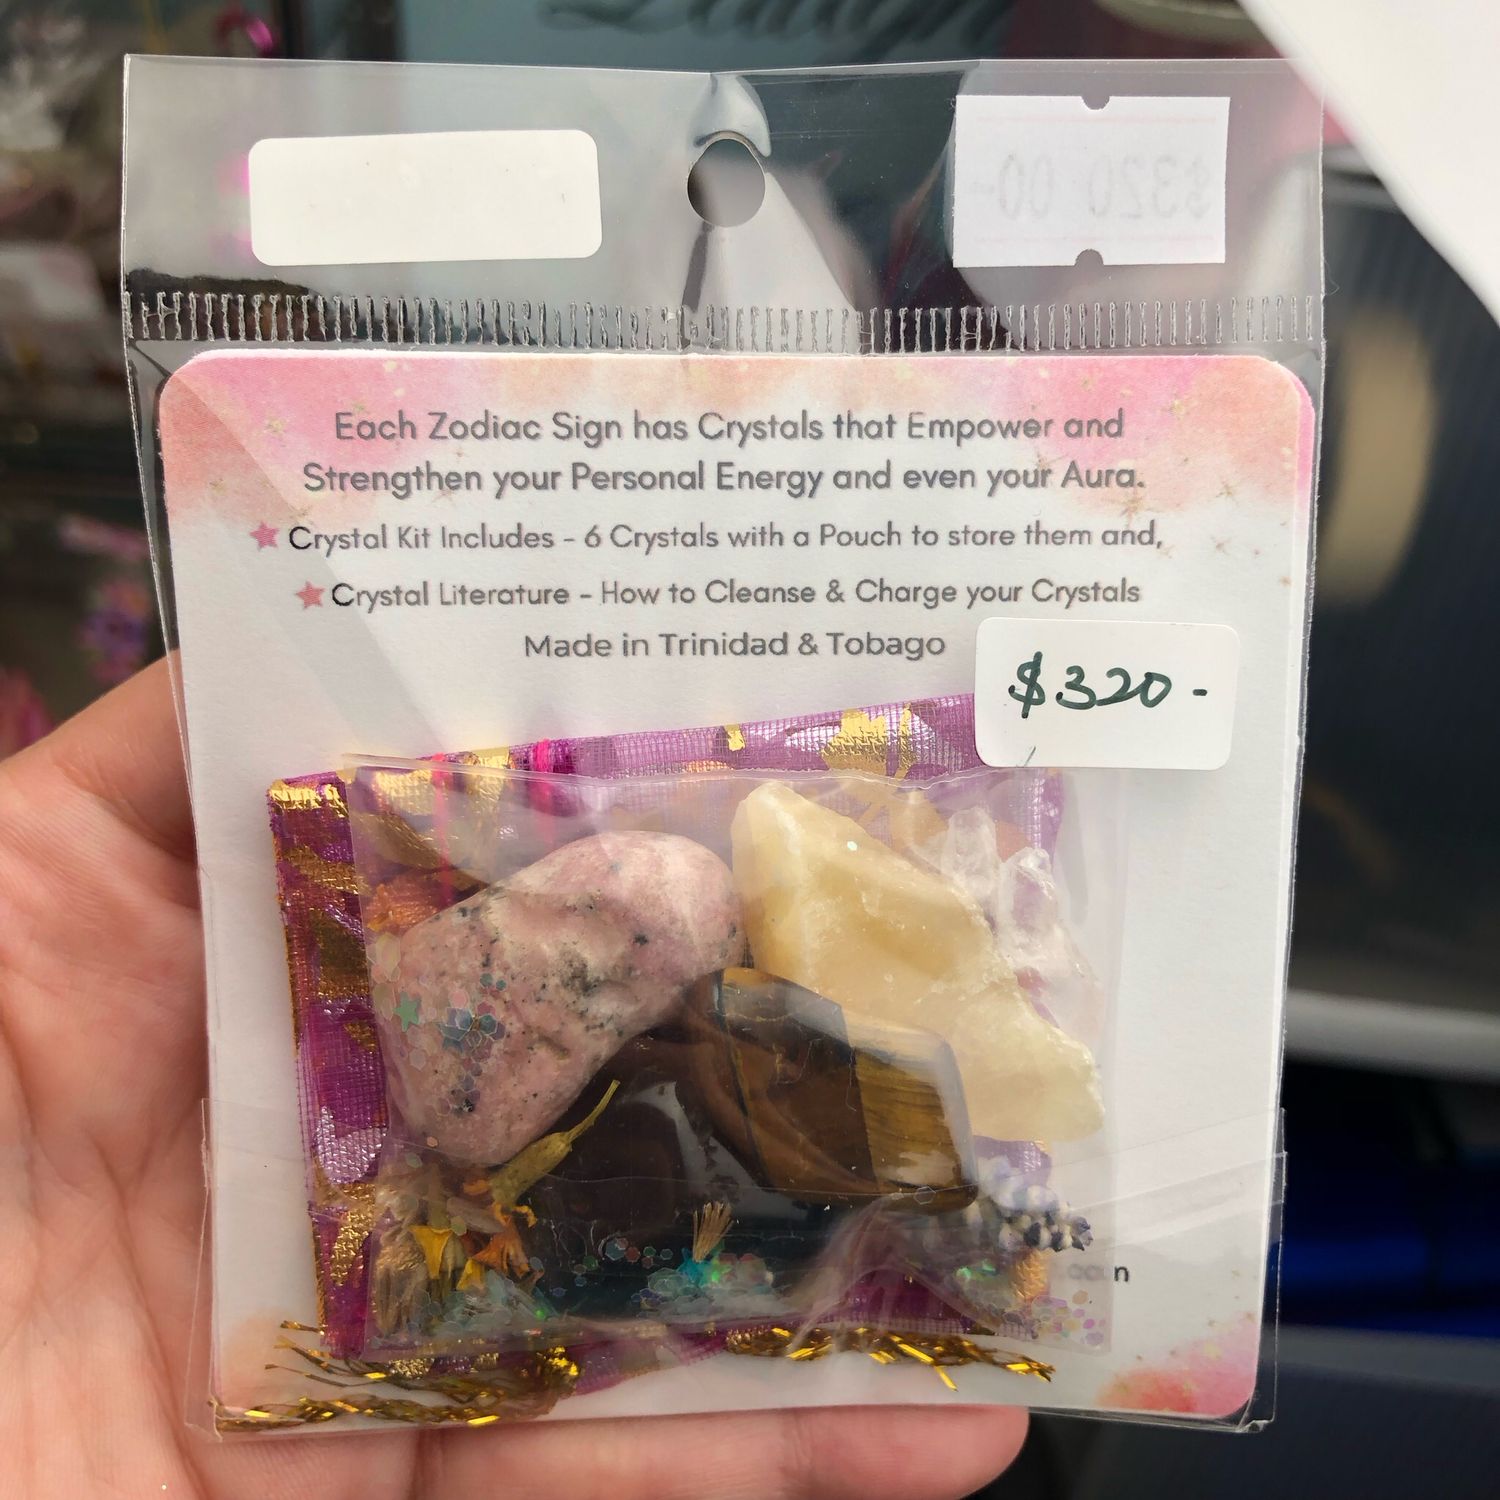 $320.00
Each Zodiac Sign has Crystals that Empower and
Strengthen your Personal Energy and even your Aura.
Crystal Kit Includes - 6 Crystals with a Pouch to store them and,
Crystal Literature - How to Cleanse & Charge your Crystals
Made in Trinidad & Tobago
$320-